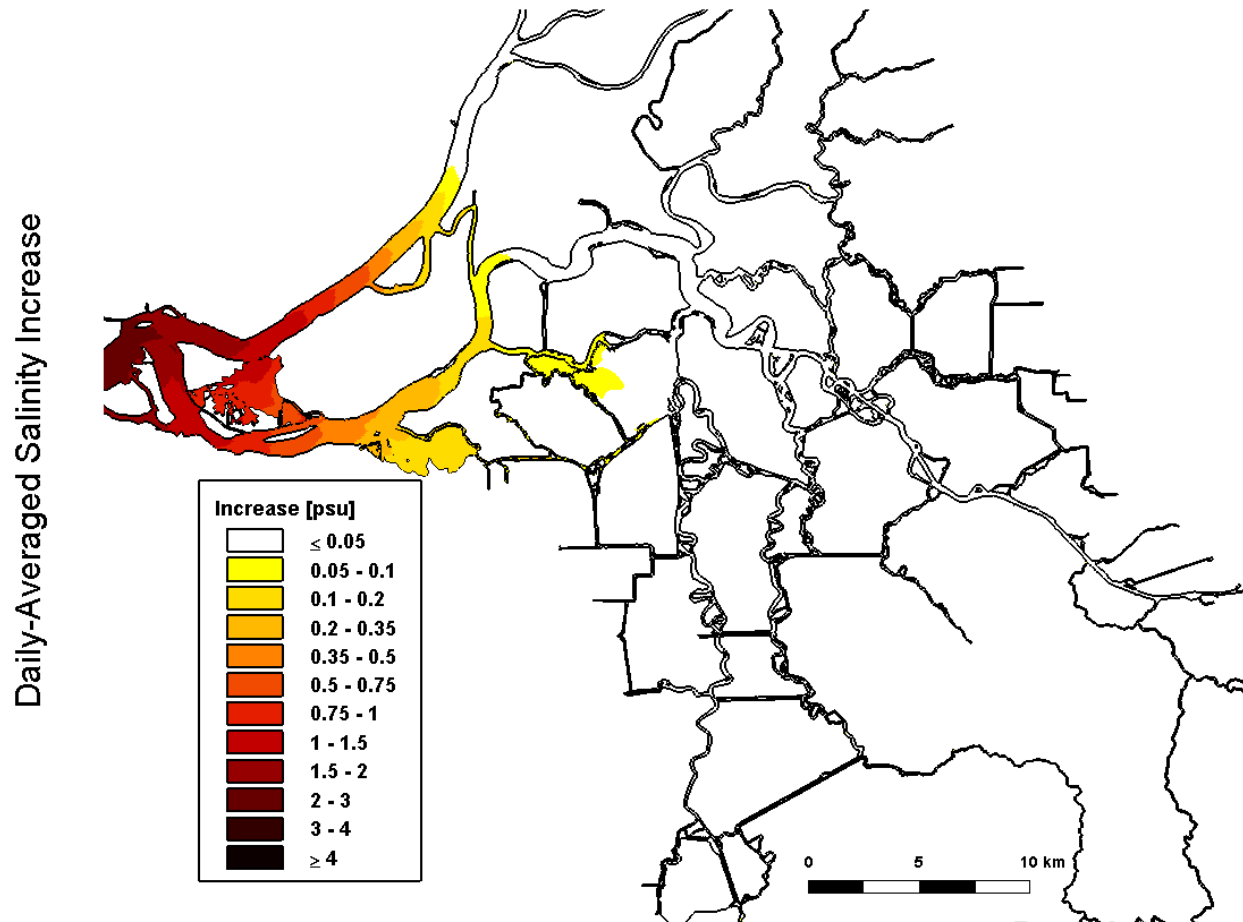 Daily-Averaged Salinity Increase
Increase [psu]
≤ 0.05
0.05 - 0.1
0.1 - 0.2
0.2 - 0.35
0.35 - 0.5
0.5 - 0.75
0.75 - 1
1 - 1.5
1.5 - 2
2 - 3
3 - 4
≥ 4
0 5 10 km